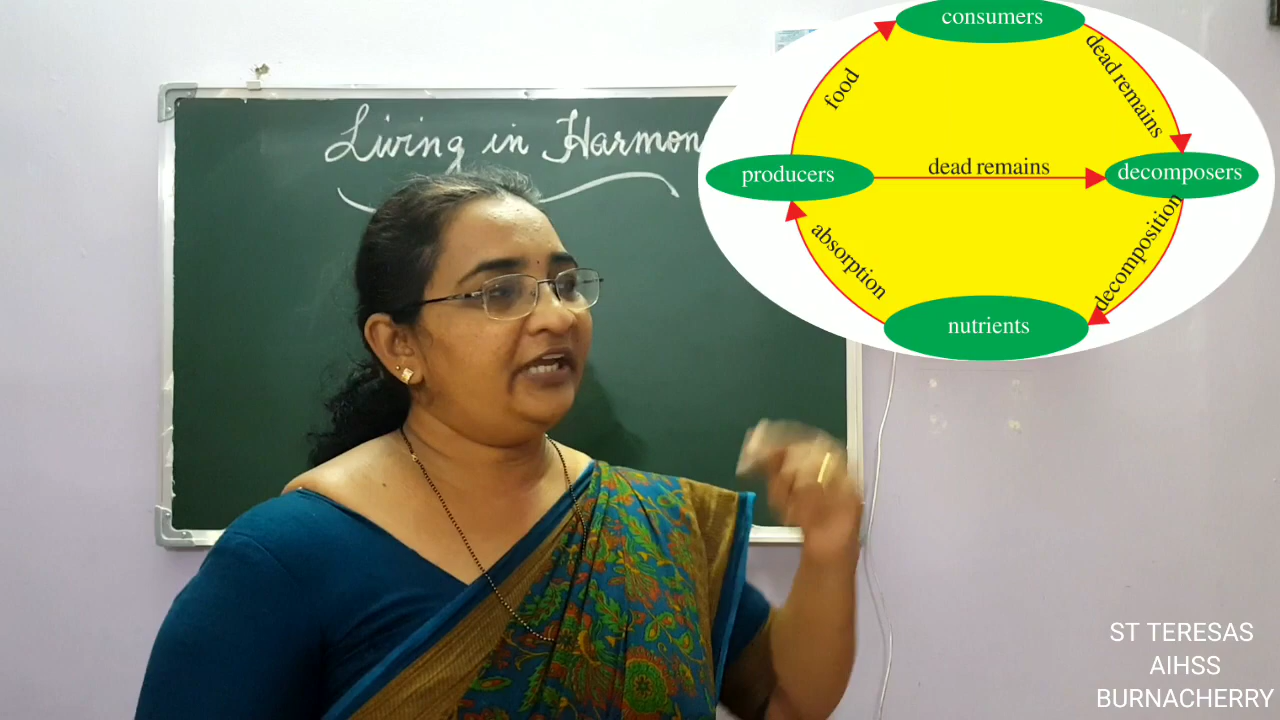 Living in Harmon
consumers
food
dead remains
producers
dead remains
decomposers
absorption
decomposition
nutrients
ST TERESAS
AIHSS
BURNACHERRY